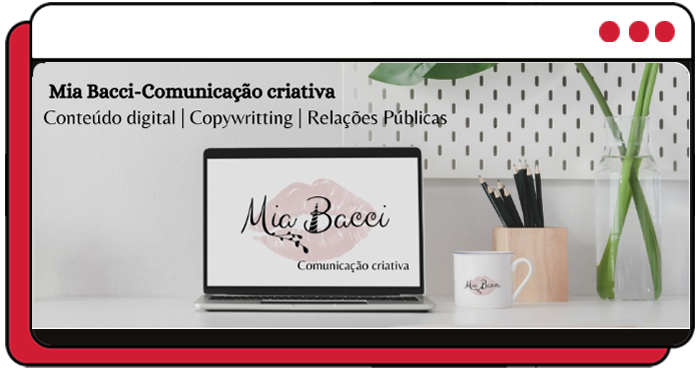 Mia Bacci-Comunicação criativa
Conteúdo digital | Copywritting | Relações Públicas
Mia Bacci
Comunicação criativa
Mia Bacci